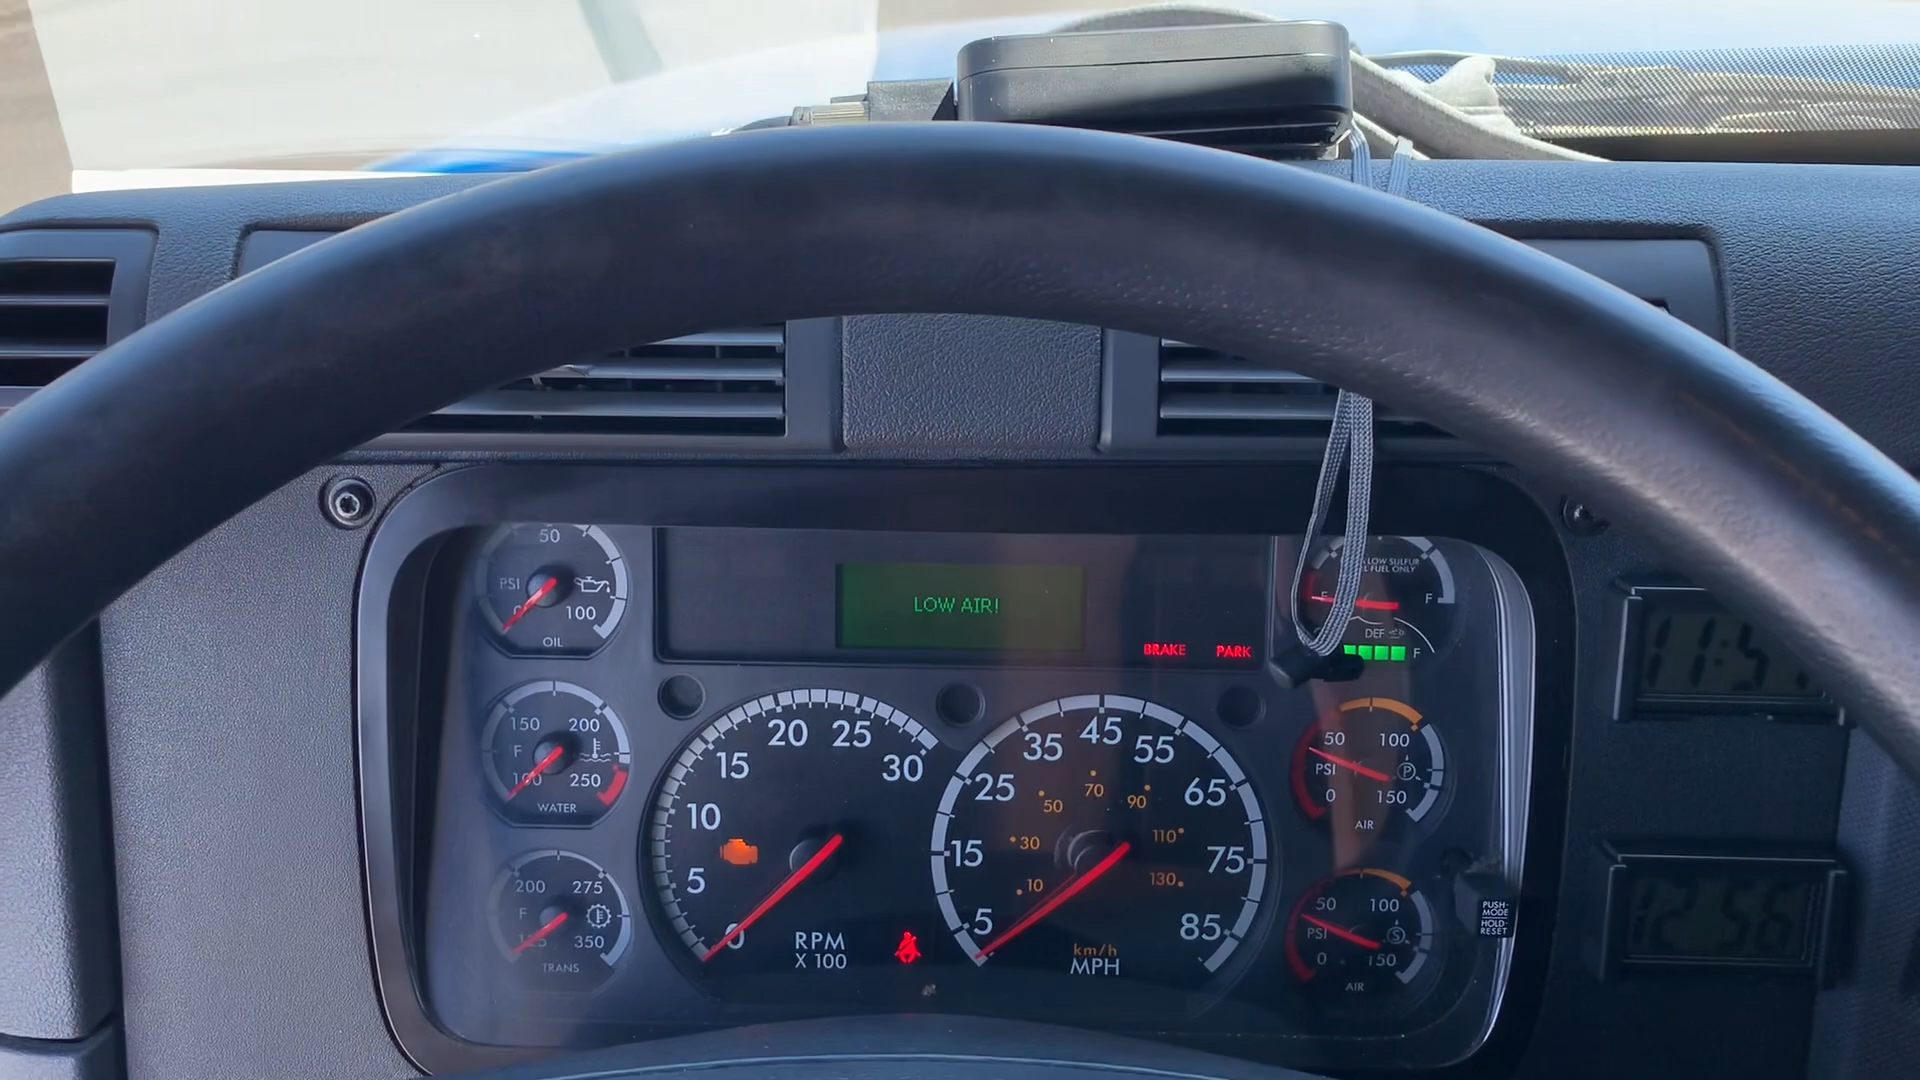 50
PSI
0
100
OIL
LOW AIR!
BRAKE PARK
LOW SULFUR
FUEL ONLY
F
DEF
F
150 200
F
250
WATER
200 275
F
350
TRANS
0
5
10
15
20
25
30
RPM
X 100
5
15
25
35
45
55
65
75
85
10
30
50
70
90
110
130
km/h
MPH
50 100
PSI
P
0 150
AIR
50 100
PSI
S
0 150
AIR
PUSH-
MODE
HOLD-
RESET
12:56